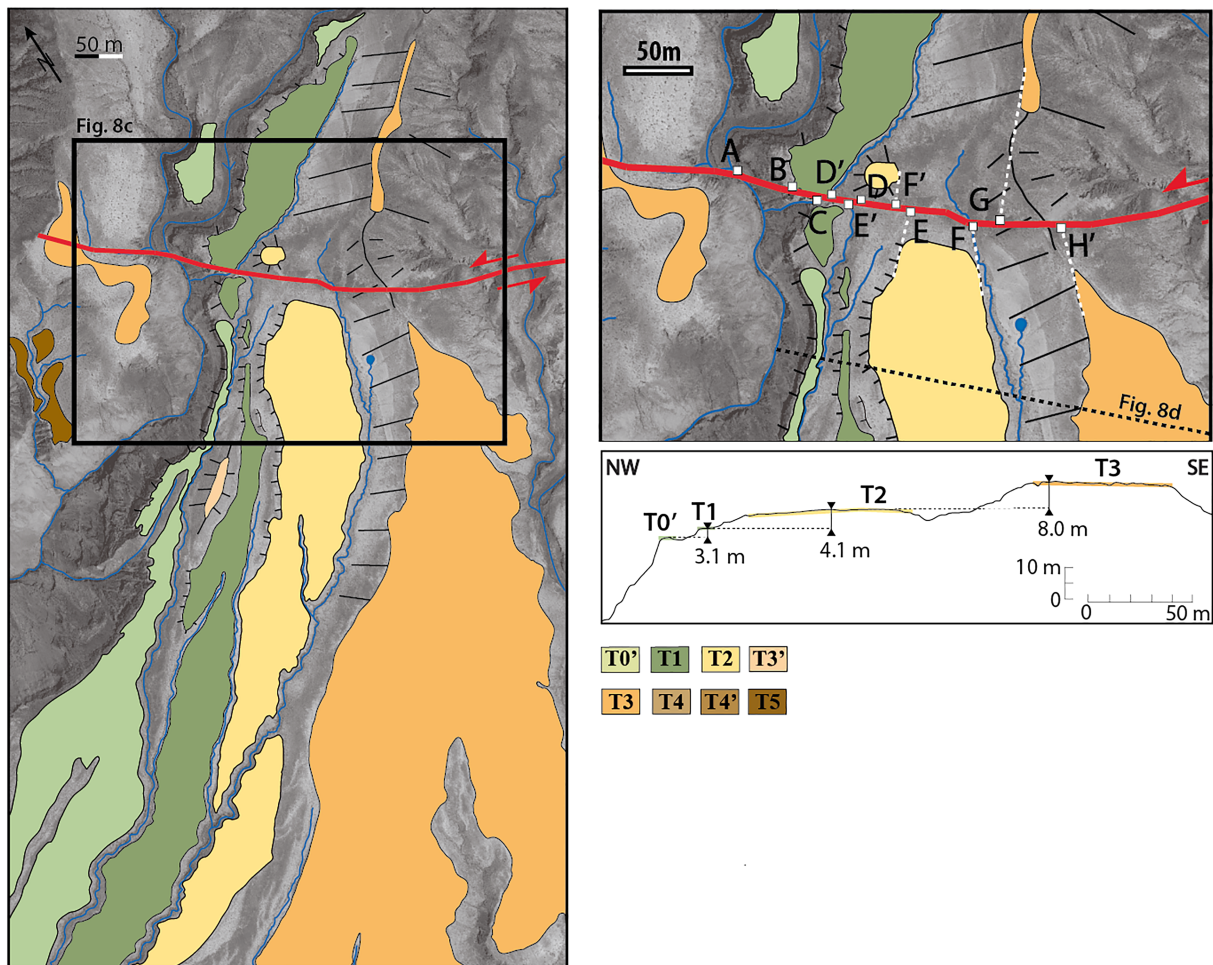 50 m
Fig. 8c
50m
A
B
D'
D
F'
C
E'
E
F
G
H'
Fig. 8d
NW
SE
T0'
T1
T2
T3
3.1 m
4.1 m
8.0 m
10 m
0
0
50 m
T0’ T1 T2 T3’
T3 T4 T4’ T5